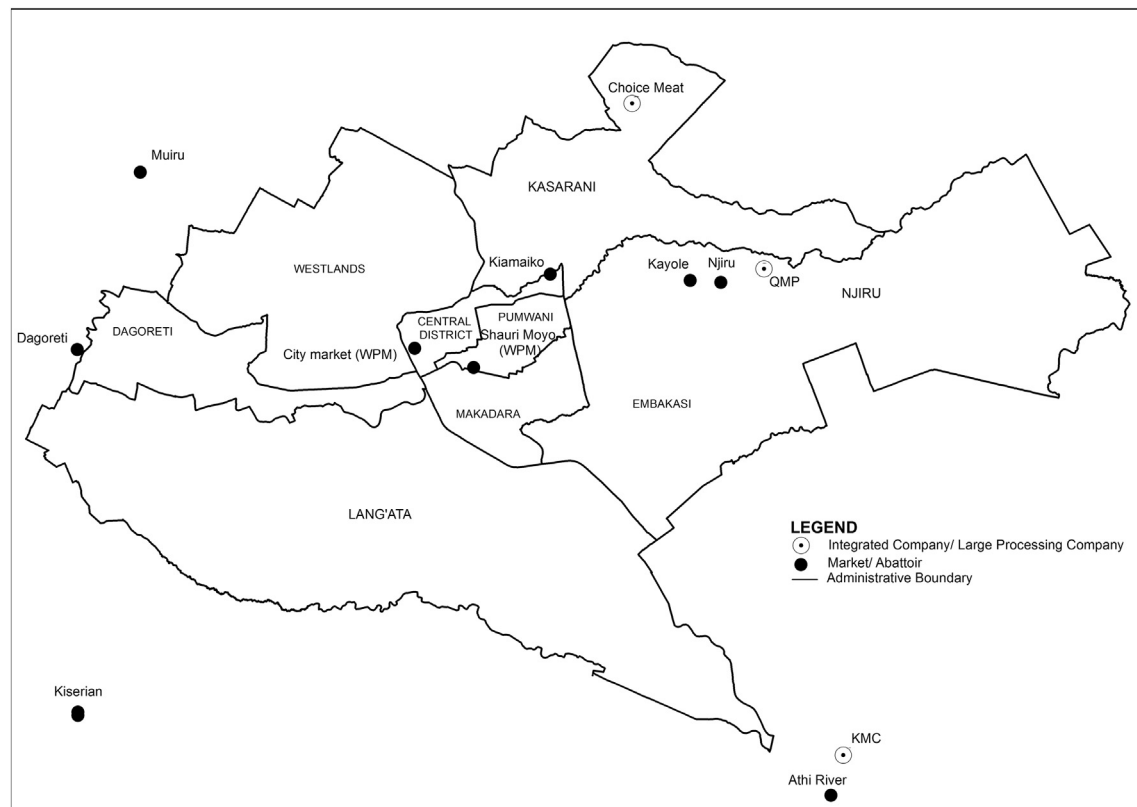 Choice Meat
Muiru
KASARANI
WESTLANDS
Kiamaiko
Kayole
Njiru
QMP
NJIRU
DAGORETI
Dagoreti
CENTRAL
DISTRICT
PUMWANI
Shauri Moyo
(WPM)
City market (WPM)
MAKADARA
EMBAKASI
LANG'ATA
LEGEND
Integrated Company/ Large Processing Company
Market/ Abattoir
Administrative Boundary
Kiserian
KMC
Athi River